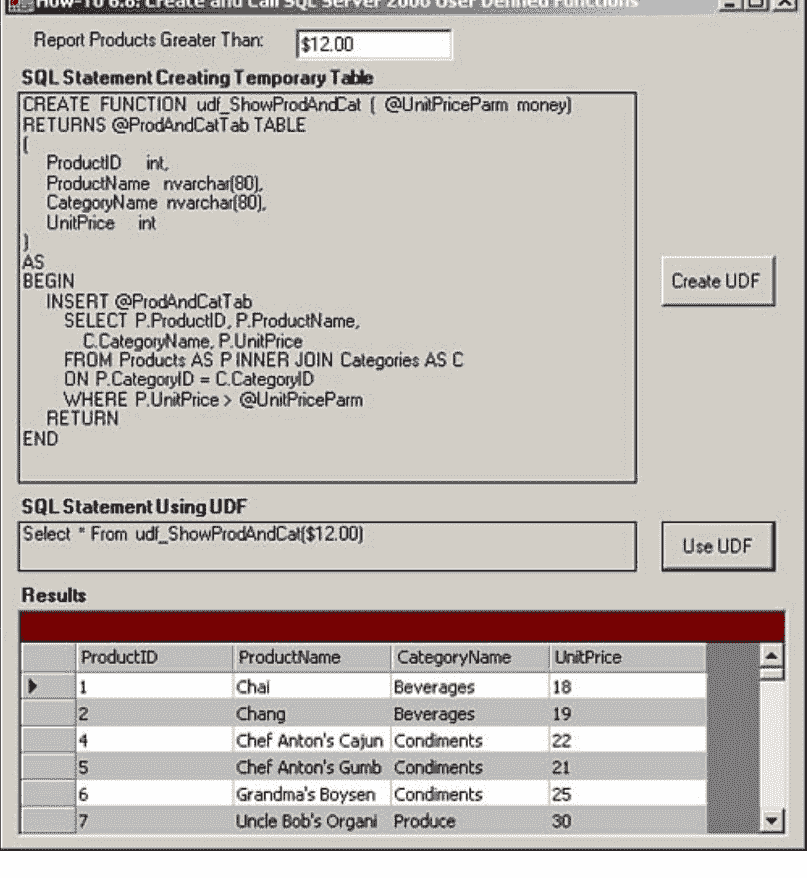 How-To 6.8: Create and Call SQL Server 2000 User Defined Functions
Report Products Greater Than: $12.00
SQL Statement Creating Temporary Table
CREATE FUNCTION udf_ShowProdAndCat ( @UnitPriceParm money)
RETURNS @ProdAndCatTab TABLE
(
ProductID int,
ProductName nvarchar(80),
CategoryName nvarchar(80),
UnitPrice int
)
AS
BEGIN
INSERT @ProdAndCatTab
SELECT P.ProductID, P.ProductName,
C.CategoryName, P.UnitPrice
FROM Products AS P INNER JOIN Categories AS C
ON P.CategoryID = C.CategoryID
WHERE P.UnitPrice > @UnitPriceParm
RETURN
END
Create UDF
SQL Statement Using UDF
Select * From udf_ShowProdAndCat($12.00)
Use UDF
Results
ProductID ProductName CategoryName UnitPrice
1 Chai Beverages 18
2 Chang Beverages 19
4 Chef Anton's Cajun Condiments 22
5 Chef Anton's Gumb Condiments 21
6 Grandma's Boysen Condiments 25
7 Uncle Bob's Organi Produce 30